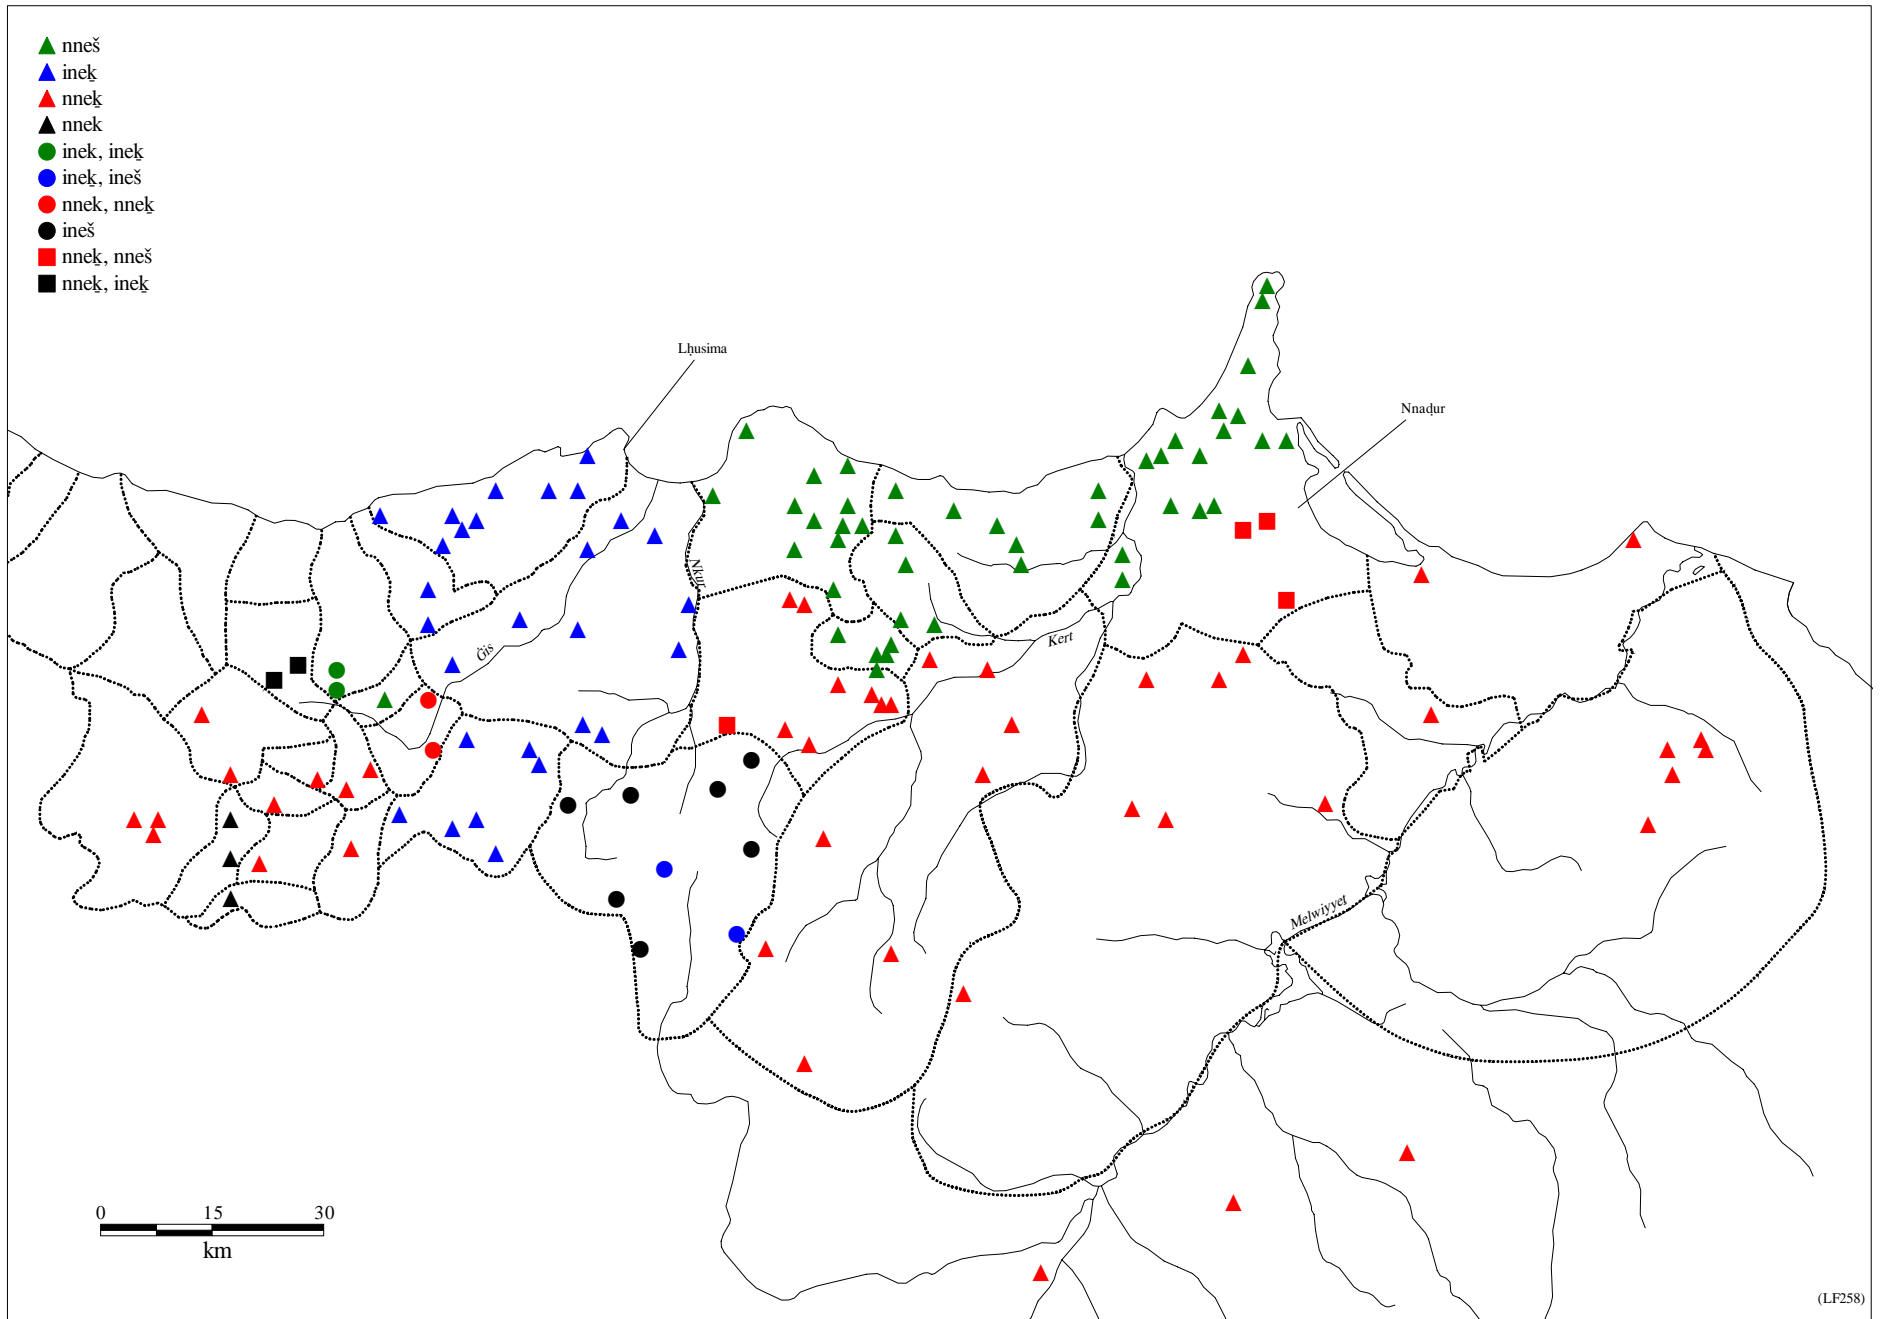 nneš
ineḵ
nneḵ
nnek
inek, ineḵ
ineḵ, ineš
nnek, nneḵ
ineš
nneḵ, nneš
nneḵ, ineḵ
Lḥusima
Nnaḍur
Nkur
Ġis
Kert
Melwiyyet
0 15 30
km
(LF258)